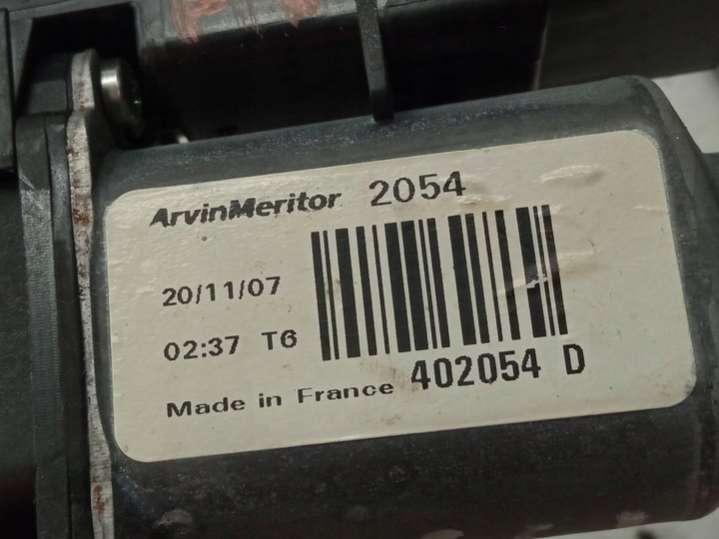 ArvinMeritor 2054
20/11/07
02:37 T6
402054 D
Made in France